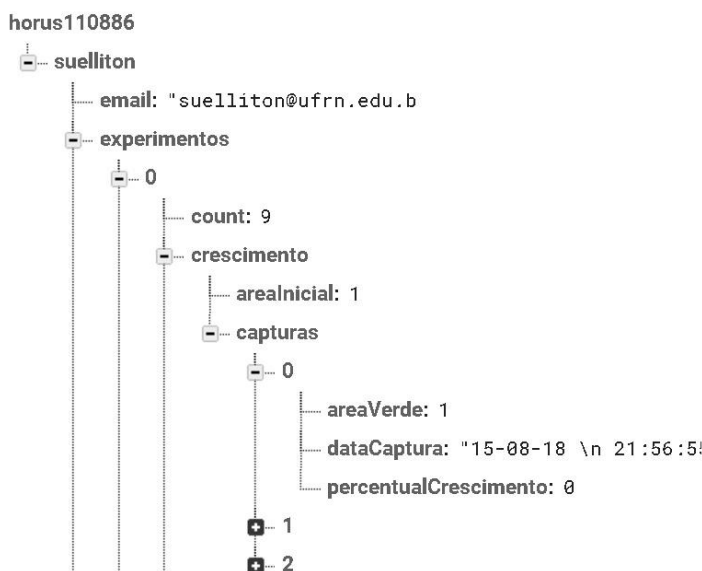 horus110886
suelliton
email: "suelliton@ufrn.edu.b
experimentos
0
count: 9
crescimento
areaInicial: 1
capturas
0
areaVerde: 1
dataCaptura: "15-08-18 \n 21:56:5
percentualCrescimento: 0
1
2